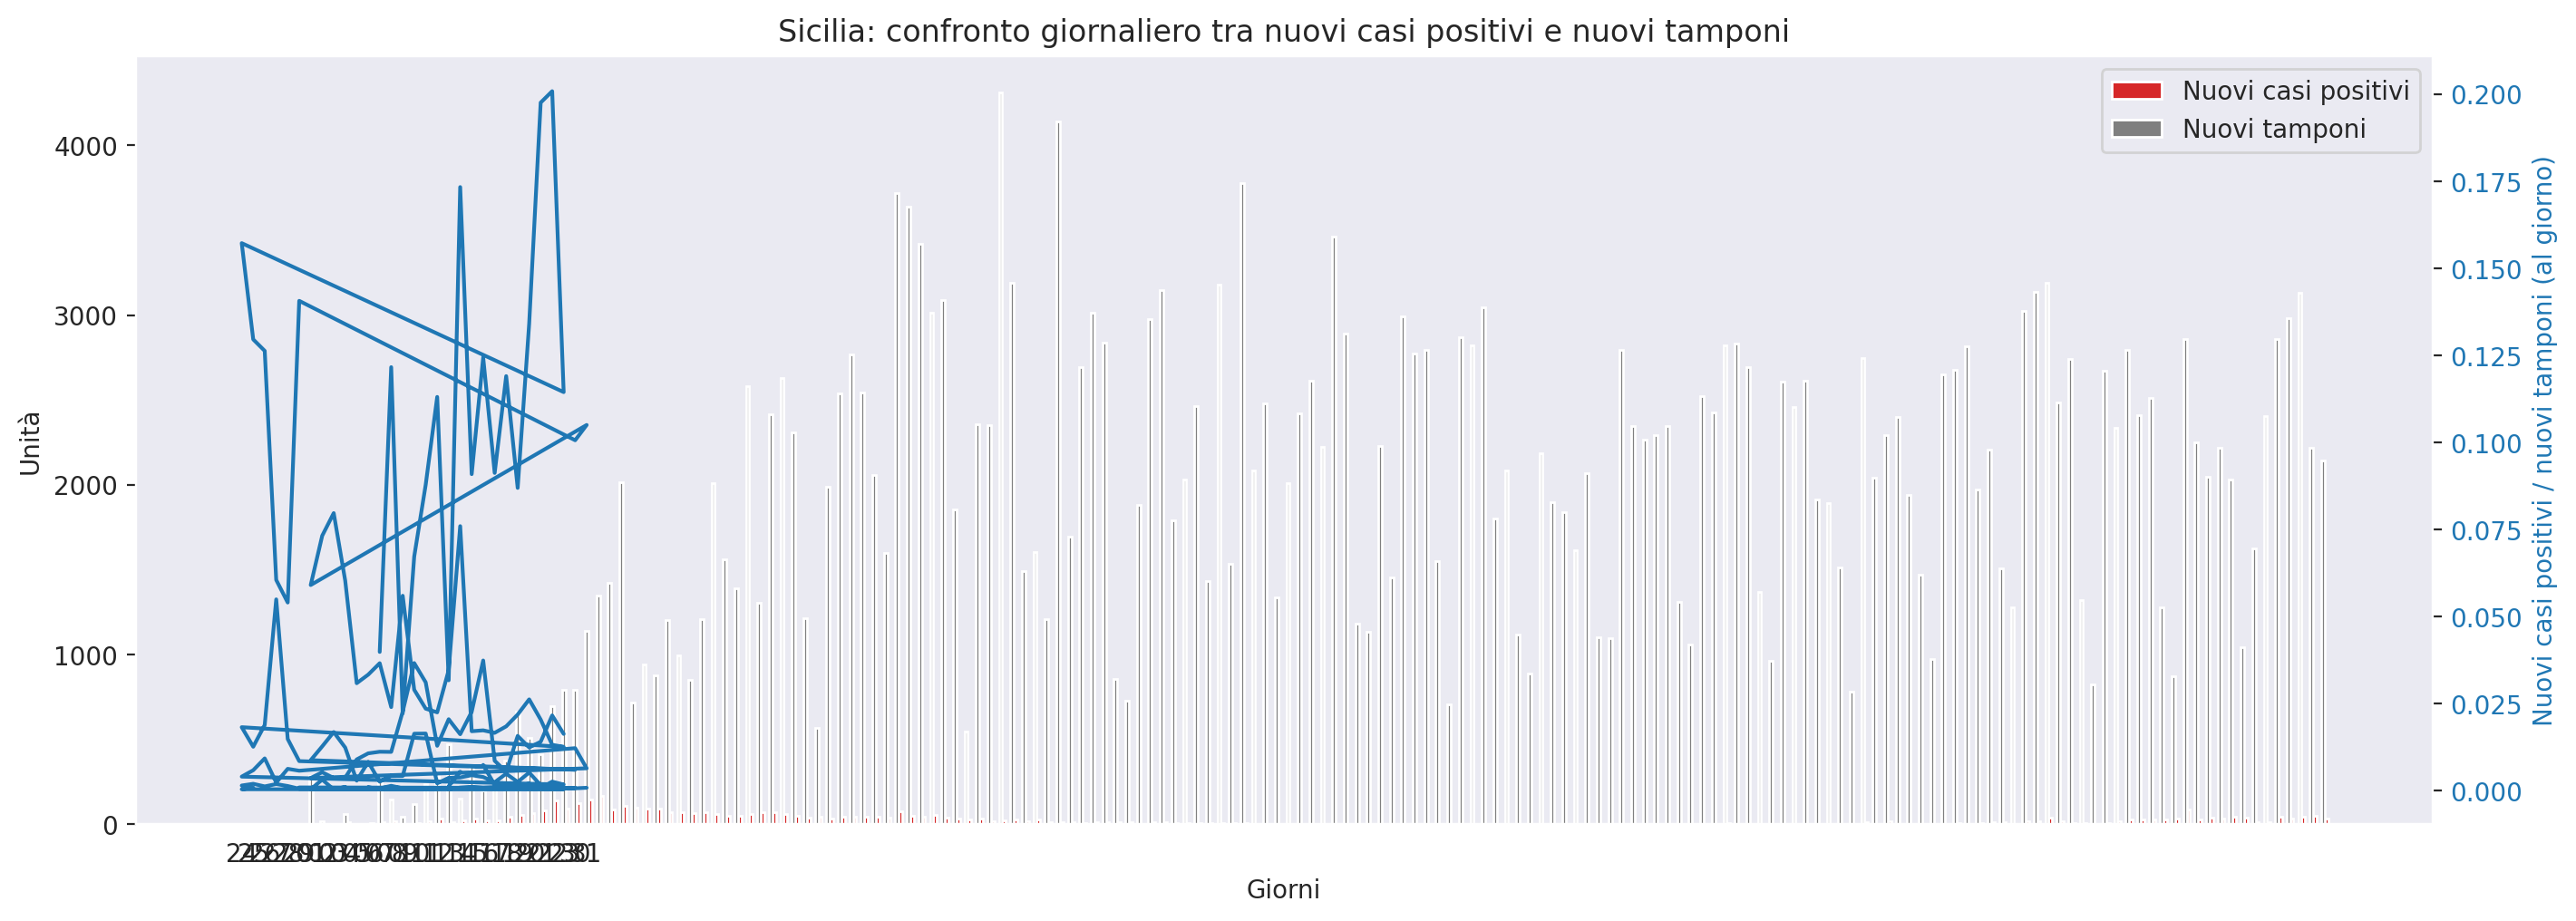 Sicilia: confronto giornaliero tra nuovi casi positivi e nuovi tamponi
Nuovi casi positivi
Nuovi tamponi
4000
3000
2000
1000
0
Unità
0.200
0.175
0.150
0.125
0.100
0.075
0.050
0.025
0.000
Nuovi casi positivi / nuovi tamponi (al giorno)
Giorni